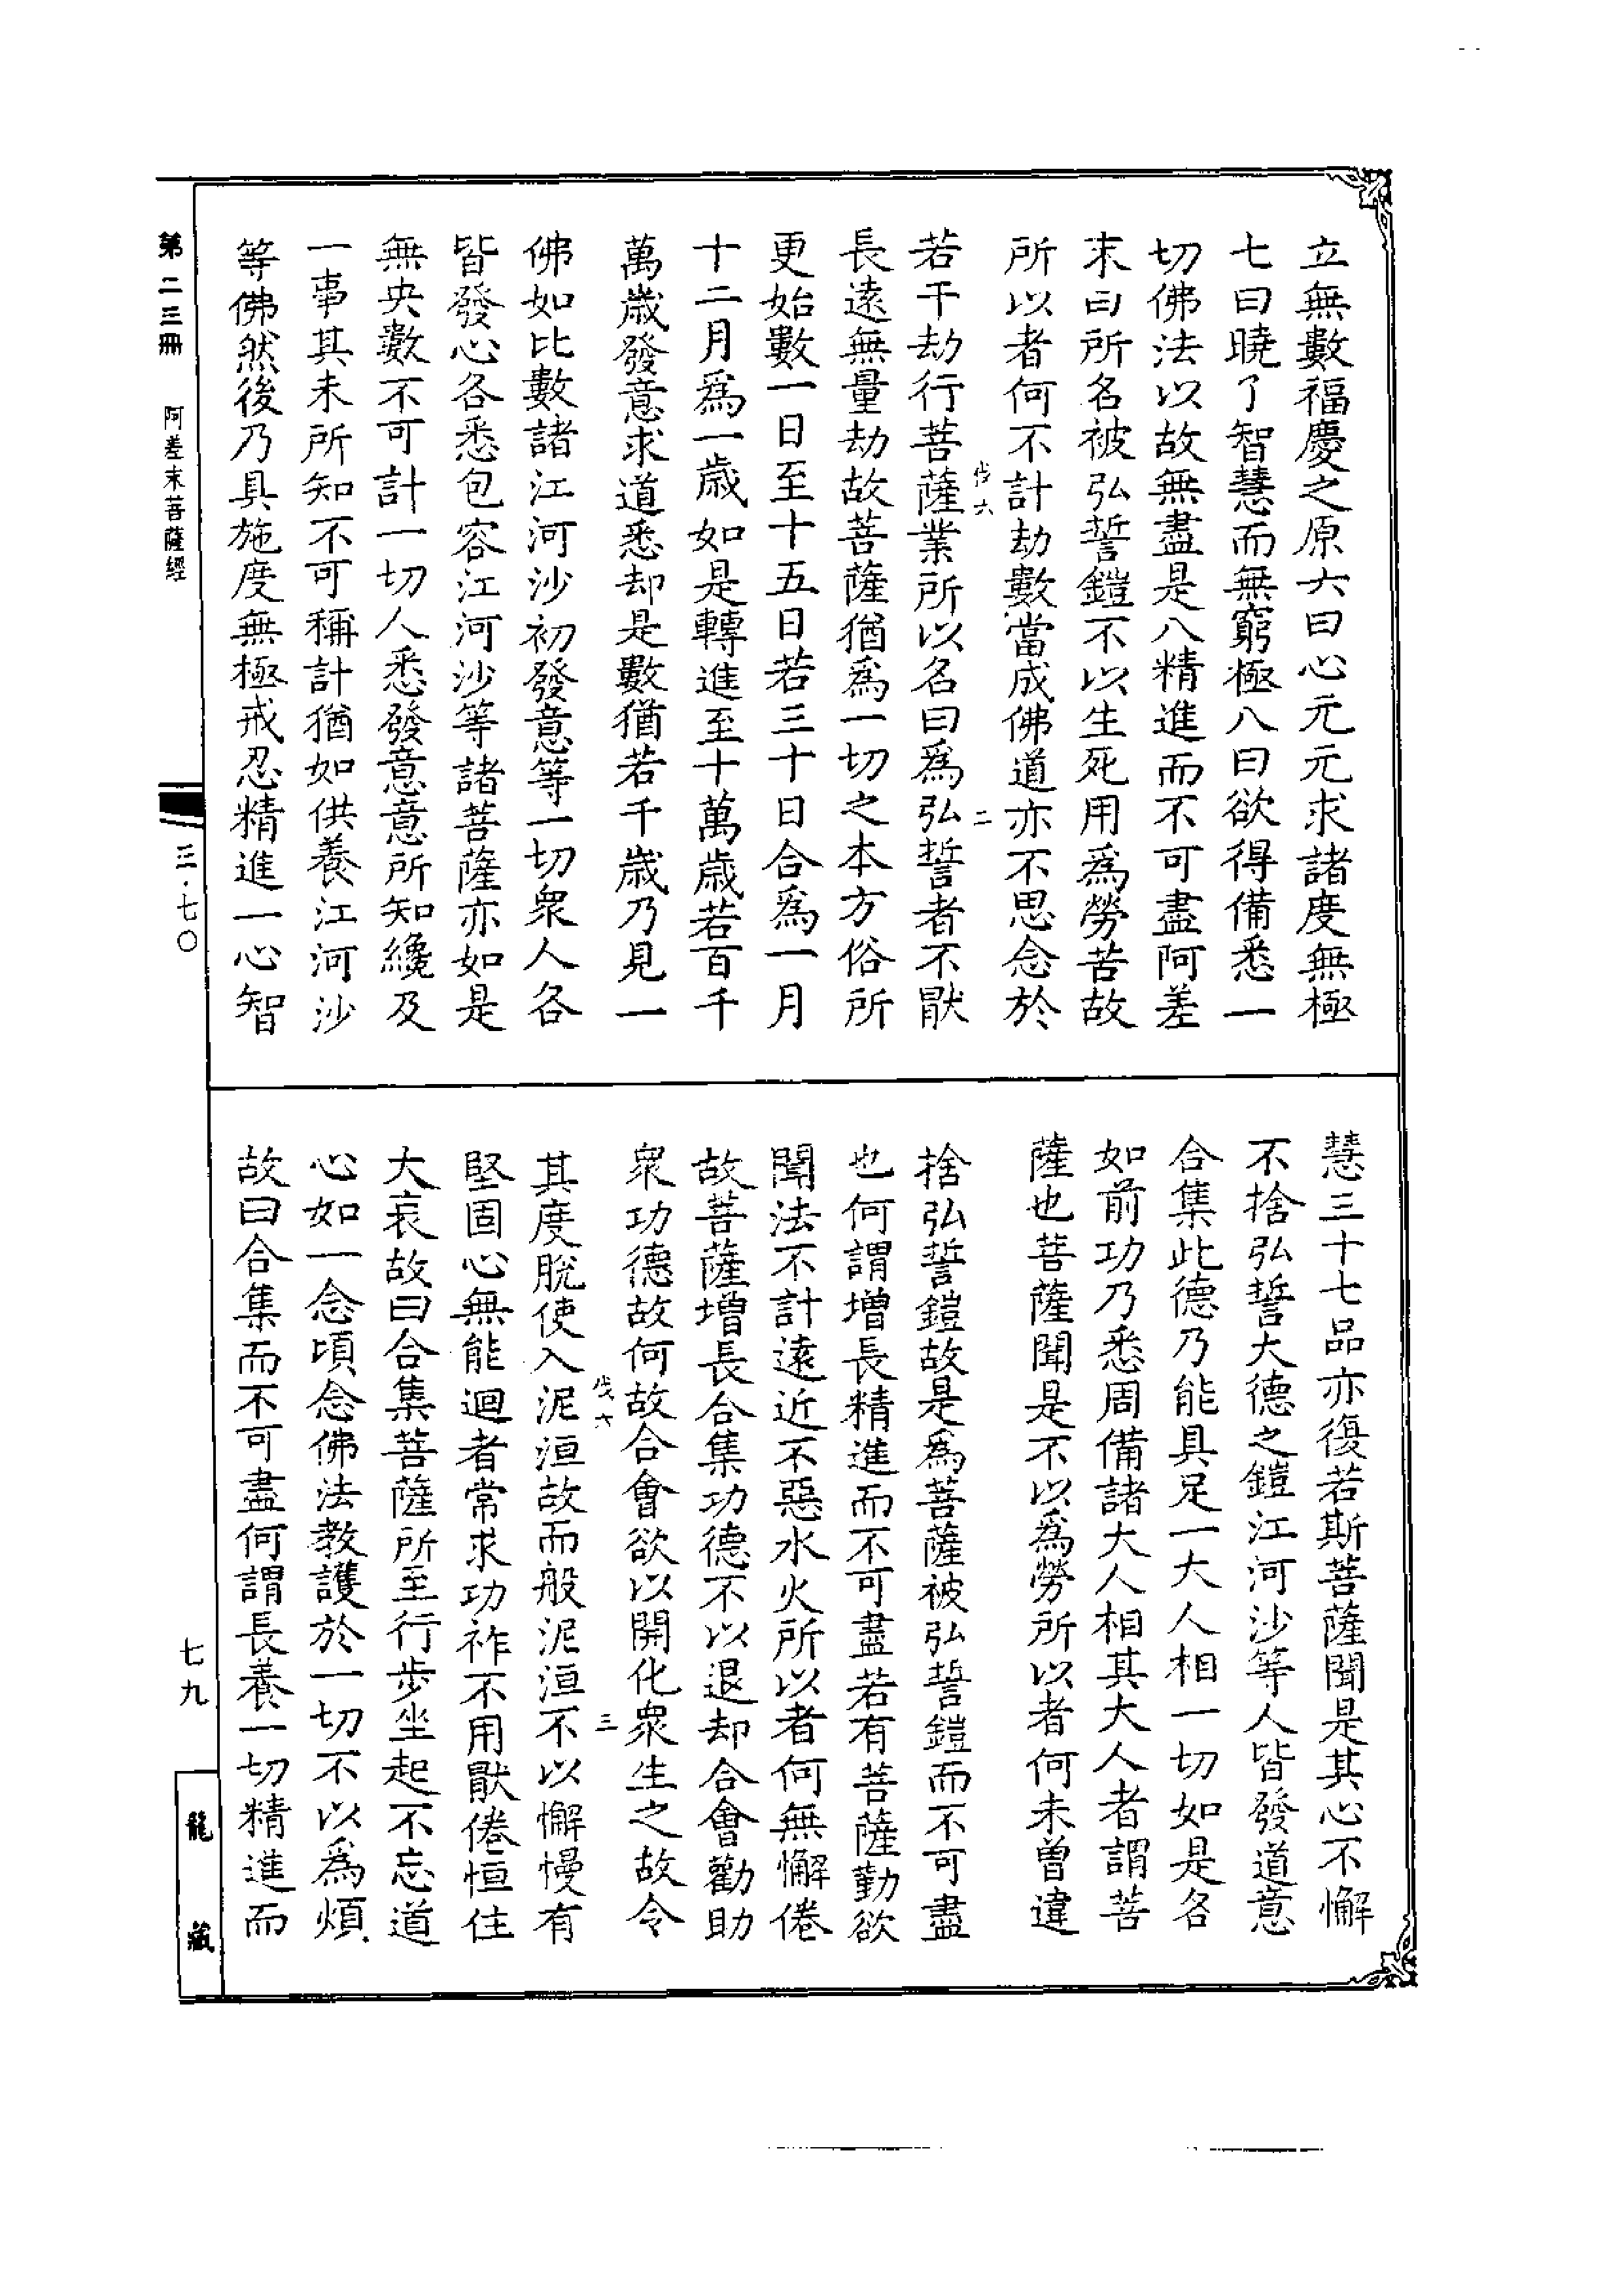 立無數福慶之原六曰心元元求諸度無極
七曰曉了智慧而無窮極八曰欲得備悉一
切佛法以故無盡是八精進而不可盡阿差
末曰所名被弘誓鎧不以生死用爲勞苦故
所以者何不計劫數當成佛道亦不思念於
伐六 二
若干劫行菩薩業所以名曰爲弘誓者不猒
長遠無量劫故菩薩猶爲一切之本方俗所
更始數一日至十五日若三十日合爲一月
十二月爲一歲如是轉進至十萬歲若百千
萬歲發意求道悉却是數猶若千歲乃見一
佛如比數諸江河沙初發意等一切衆人各
皆發心各悉包容江河沙等諸菩薩亦如是
無央數不可計一切人悉發意意所知纔及
一事其未所知不可稱計猶如供養江河沙
等佛然後乃具施度無極戒忍精進一心智
慧三十七品亦復若斯菩薩聞是其心不懈
不捨弘誓大德之鎧江河沙等人皆發道意
合集此德乃能具足一大人相一切如是各
如前功乃悉周備諸大人相其大人者謂菩
薩也菩薩聞是不以爲勞所以者何未曾違
捨弘誓鎧故是爲菩薩被弘誓鎧而不可盡
也何謂增長精進而不可盡若有菩薩勤欲
聞法不計遠近不惡水火所以者何無懈倦
故菩薩增長合集功德不以退却合會勸助
衆功德故何故合會欲以開化衆生之故令
伐六 三
其度脫使入泥洹故而般泥洹不以懈慢有
堅固心無能迴者常求功祚不用猒倦恒住
大哀故曰合集菩薩所至行步坐起不忘道
心如一念頃念佛法教護於一切不以爲煩
故曰合集而不可盡何謂長養一切精進而
第二三冊 阿差末菩薩經
三·七〇
七九
龍藏